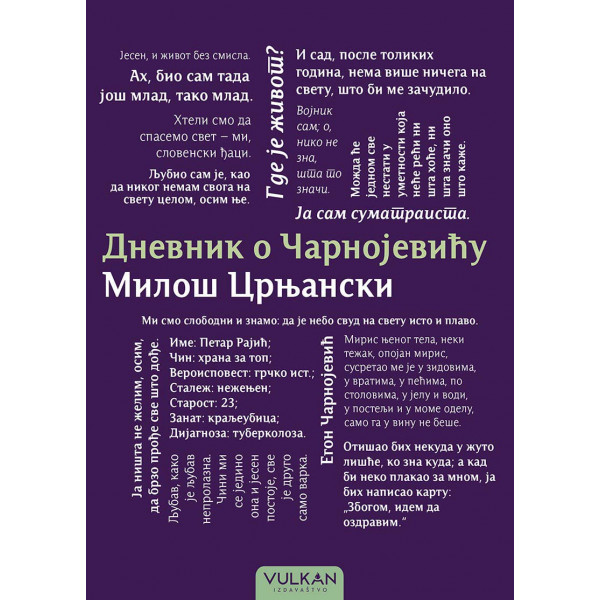 Јесен, и живот без смисла.
Ах, био сам тада
још млад, тако млад.
Хтели смо да
спасемо свет – ми,
словенски ђаци.
Љубио сам је, као
да никог немам свога на
свету целом, осим ње.
Где је живот?
И сад, после толиких
година, нема више ничега на
свету, што би ме зачудило.
Војник
сам; о,
нико не
зна,
шта то
значи.
Можда ће
једном све
нестати у
уметности која
неће рећи ни
шта хоће, ни
шта значи оно
што каже.
Ја сам суматраиста.
Дневник о Чарнојевићу
Милош Црњански
Ми смо слободни и знамо: да је небо свуд на свету исто и плаво.
Ја ништа не желим, осим,
да брзо прође све што дође.
Име: Петар Рајић;
Чин: храна за топ;
Вероисповест: грчко ист.;
Сталеж: нежењен;
Старост: 23;
Занат: краљеубица;
Дијагноза: туберколоза.
Љубав, како
је љубав
непролазна.
Чини ми
се једино
она и јесен
постоје, све
је друго
само варка.
Егон Чарнојевић
Мирис њеног тела, неки
тежак, опојан мирис,
сусретао ме је у зидовима,
у вратима, у пећима, по
столовима, у јелу и води,
у постељи и у моме оделу,
само га у вину не беше.
Отишао бих некуда у жуто
лишће, ко зна куда; а кад
би неко плакао за мном, ја
бих написао карту:
„Збогом, идем да
оздравим.“
VULKAN
IZDAVAŠTVO